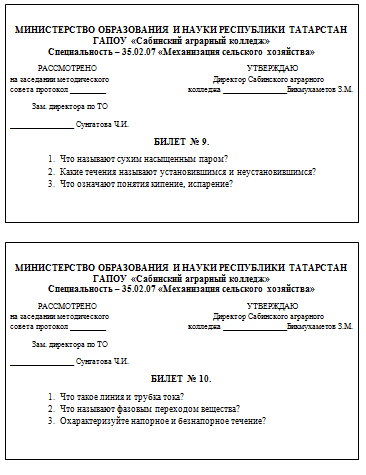 МИНИСТЕРСТВО ОБРАЗОВАНИЯ И НАУКИ РЕСПУБЛИКИ ТАТАРСТАН
ГАПОУ «Сабинский аграрный колледж»
Специальность – 35.02.07 «Механизация сельского хозяйства»
РАССМОТРЕНО УТВЕРЖДАЮ
на заседании методического Директор Сабинского аграрного
совета протокол ________ колледжа ______________Бикмухаметов З.М.
Зам. директора по ТО
______________ Сунгатова Ч.И.
БИЛЕТ № 9.
1. Что называют сухим насыщенным паром?
2. Какие течения называют установившимся и неустановившимся?
3. Что означают понятия кипение, испарение?
МИНИСТЕРСТВО ОБРАЗОВАНИЯ И НАУКИ РЕСПУБЛИКИ ТАТАРСТАН
ГАПОУ «Сабинский аграрный колледж»
Специальность – 35.02.07 «Механизация сельского хозяйства»
РАССМОТРЕНО УТВЕРЖДАЮ
на заседании методического Директор Сабинского аграрного
совета протокол ________ колледжа ______________Бикмухаметов З.М.
Зам. директора по ТО
______________ Сунгатова Ч.И.
БИЛЕТ № 10.
1. Что такое линия и трубка тока?
2. Что называют фазовым переходом вещества?
3. Охарактеризуйте напорное и безнапорное течение?